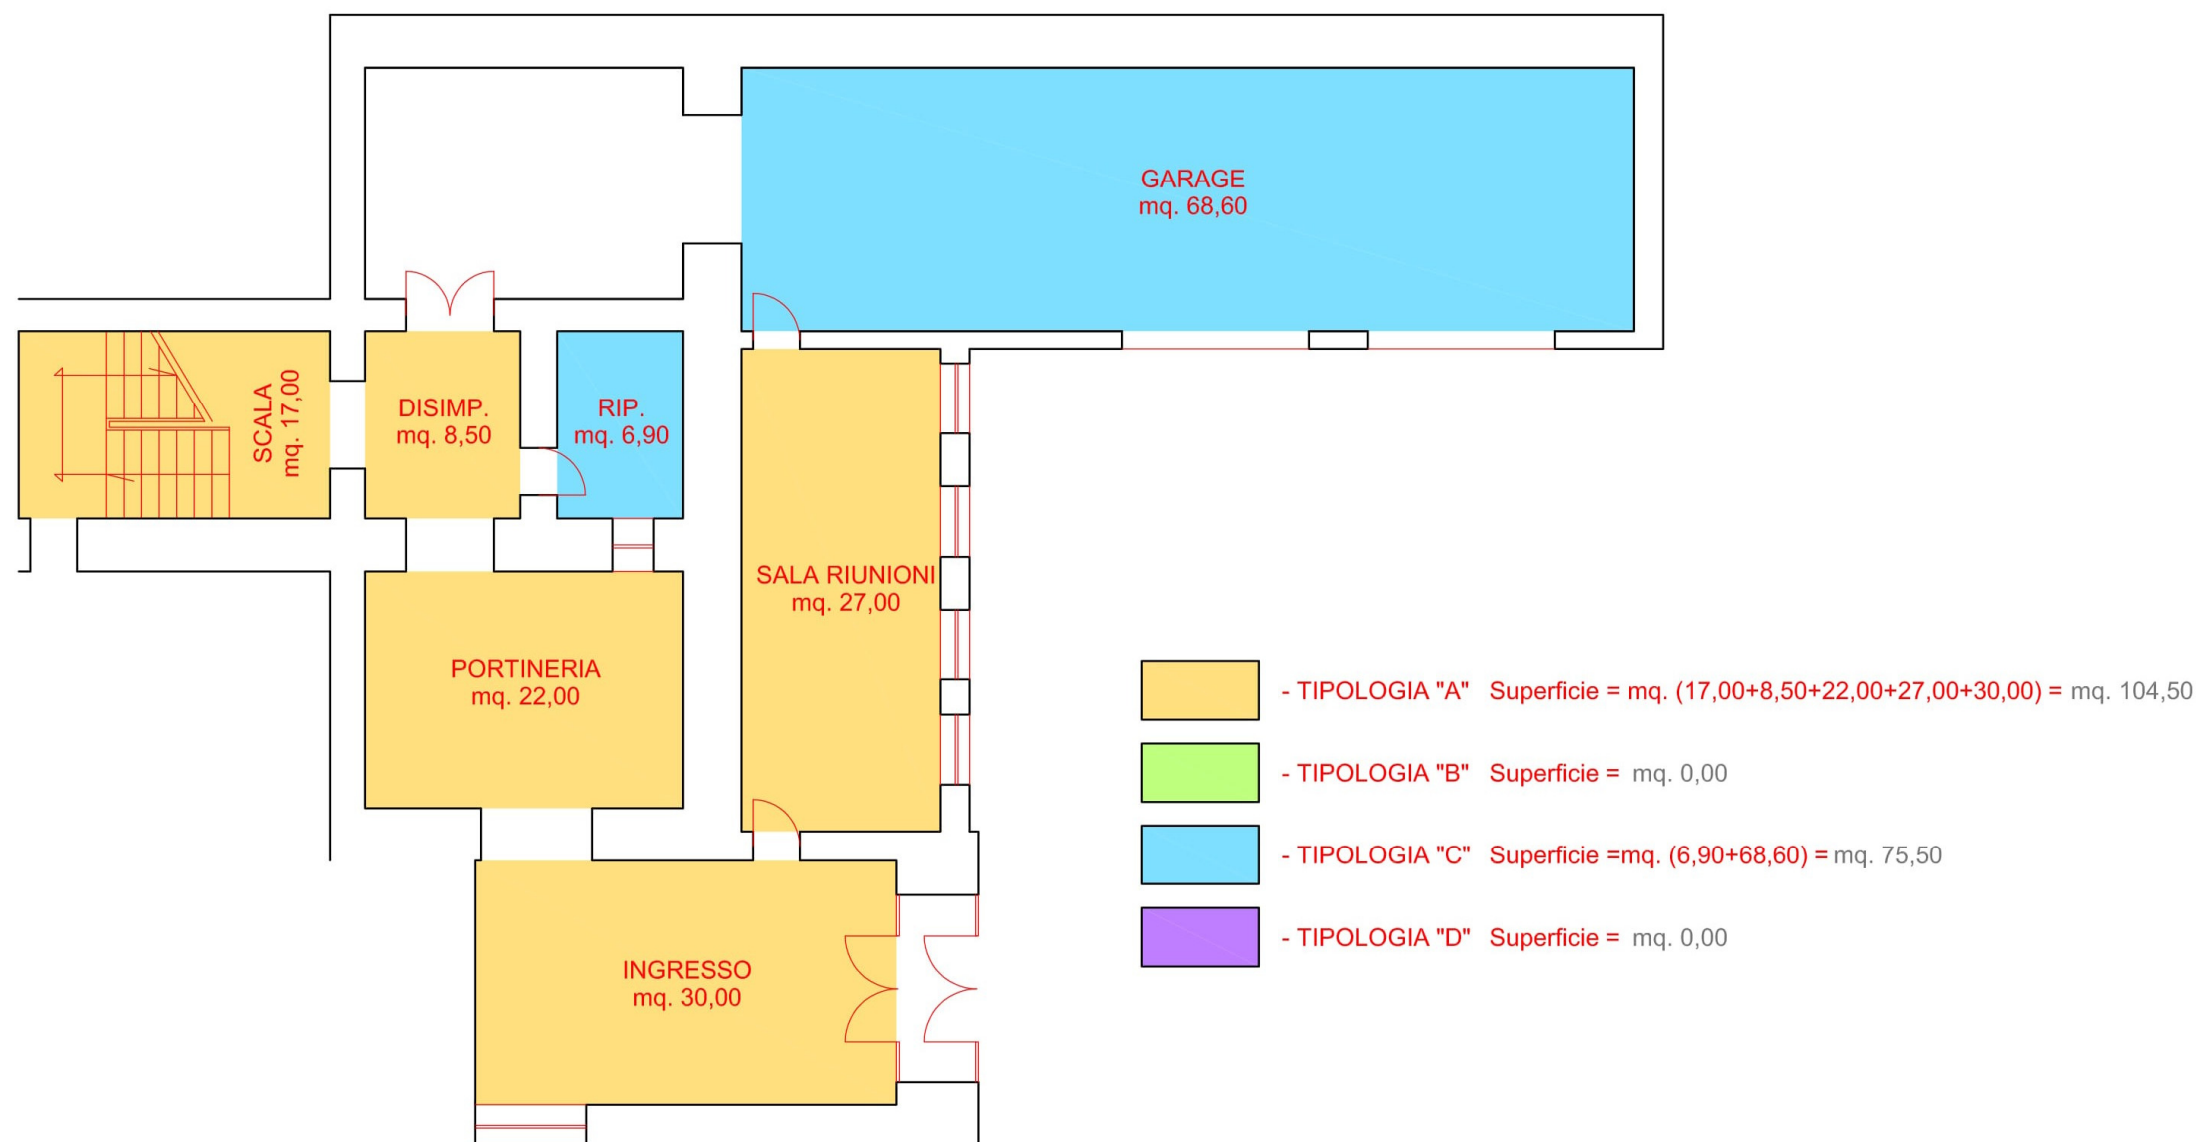 GARAGE
mq. 68,60
SCALA
mq. 17,00
DISIMP.
mq. 8,50
RIP.
mq. 6,90
SALA RIUNIONI
mq. 27,00
PORTINERIA
mq. 22,00
INGRESSO
mq. 30,00
- TIPOLOGIA "A" Superficie = mq. (17,00+8,50+22,00+27,00+30,00) = mq. 104,50
- TIPOLOGIA "B" Superficie = mq. 0,00
- TIPOLOGIA "C" Superficie =mq. (6,90+68,60) = mq. 75,50
- TIPOLOGIA "D" Superficie = mq. 0,00